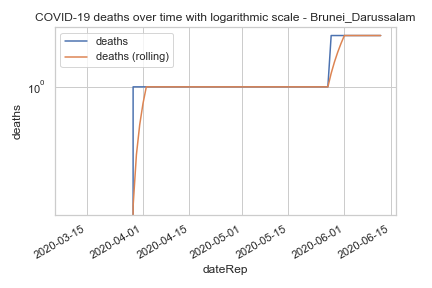 COVID-19 deaths over time with logarithmic scale - Brunei_Darussalam
deaths
deaths (rolling)
10⁰
deaths
2020-03-15
2020-04-01
2020-04-15
2020-05-01
2020-05-15
2020-06-01
2020-06-15
dateRep